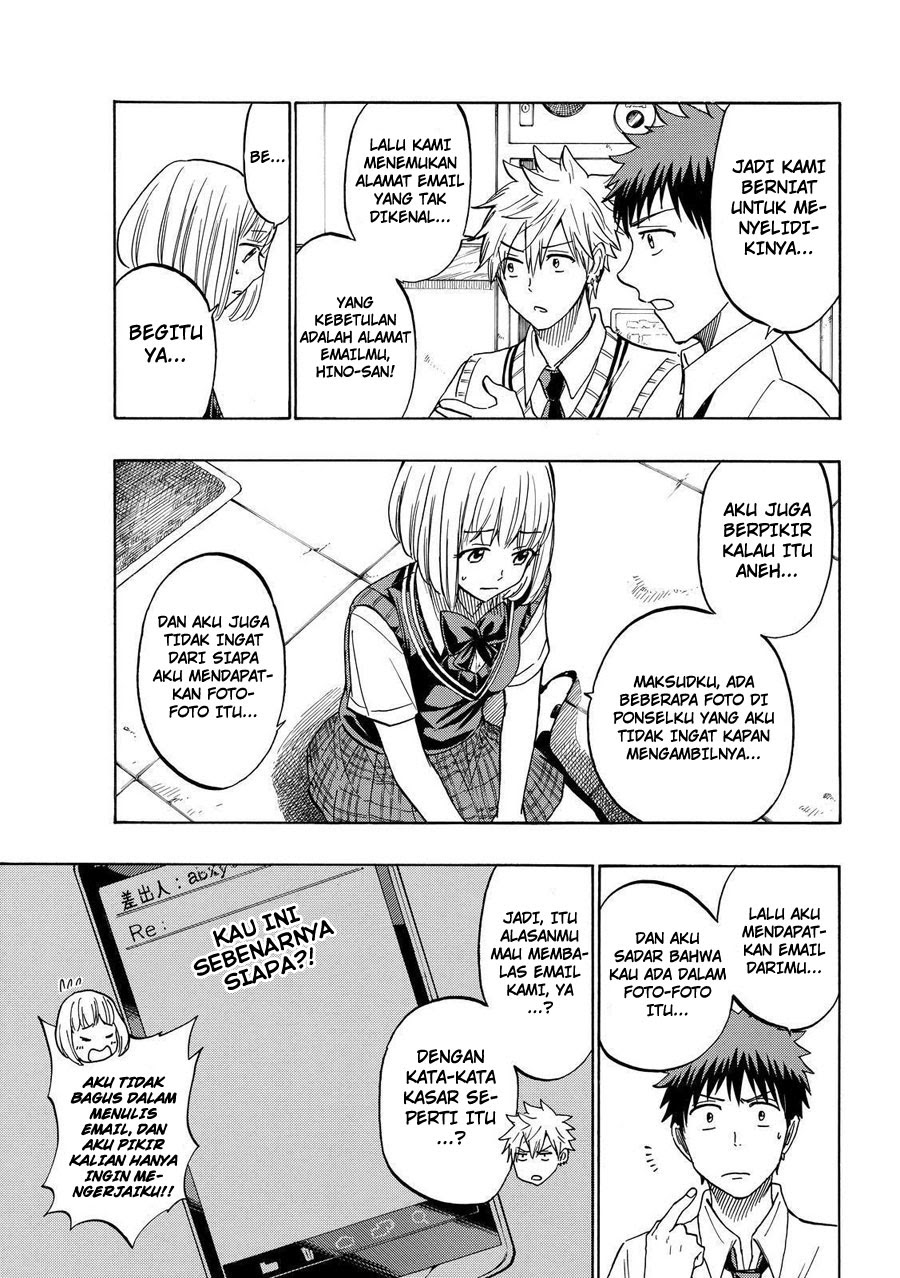 JADI KAMI
BERNIAT
UNTUK ME-
NYELIDI-
KINYA...
LALU KAMI
MENEMUKAN
ALAMAT EMAIL
YANG TAK
DIKENAL...
YANG
KEBETULAN
ADALAH ALAMAT
EMAILMU,
HINO-SAN!
BE...
BEGITU
YA...
AKU JUGA
BERPIKIR
KALAU ITU
ANEH...
MAKSUDKU, ADA
BEBERAPA FOTO DI
PONSELKU YANG AKU
TIDAK INGAT KAPAN
MENGAMBILNYA...
DAN AKU JUGA
TIDAK INGAT
DARI SIAPA
AKU MENDAPAT-
KAN FOTO-
FOTO ITU...
LALU AKU
MENDAPAT-
KAN EMAIL
DARIMU...
DAN AKU
SADAR BAHWA
KAU ADA DALAM
FOTO-FOTO
ITU...
JADI, ITU
ALASANMU
MAU MEMBA-
LAS EMAIL
KAMI, YA
...?
DENGAN
KATA-KATA
KASAR SE-
PERTI ITU
...?
差出人：
Re:
KAU INI
SEBENARNYA
SIAPA?!
AKU TIDAK
BAGUS DALAM
MENULIS
EMAIL, DAN
AKU PIKIR
KALIAN HANYA
INGIN ME-
NGERJAIKU!!